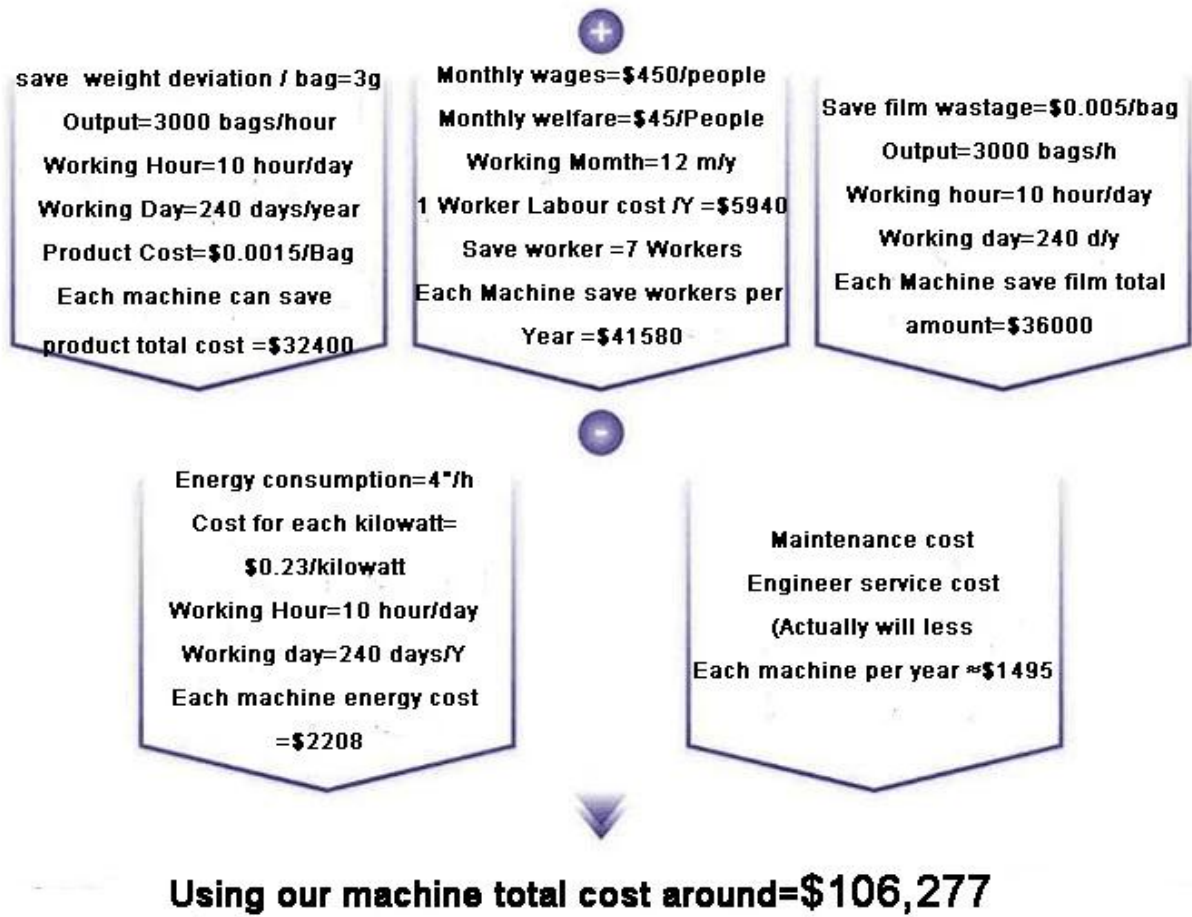 +
save weight deviation / bag=3g
Output=3000 bags/hour
Working Hour=10 hour/day
Working Day=240 days/year
Product Cost=$0.0015/Bag
Each machine can save
product total cost =$32400
Monthly wages=$450/people
Monthly welfare=$45/People
Working Momth=12 m/y
1 Worker Labour cost /Y =$5940
Save worker =7 Workers
Each Machine save workers per
Year =$41580
Save film wastage=$0.005/bag
Output=3000 bags/h
Working hour=10 hour/day
Working day=240 d/y
Each Machine save film total
amount=$36000
-
Energy consumption=4"/h
Cost for each kilowatt=
$0.23/kilowatt
Working Hour=10 hour/day
Working day=240 days/Y
Each machine energy cost
=$2208
Maintenance cost
Engineer service cost
(Actually will less
Each machine per year ≈$1495
Using our machine total cost around=$106,277